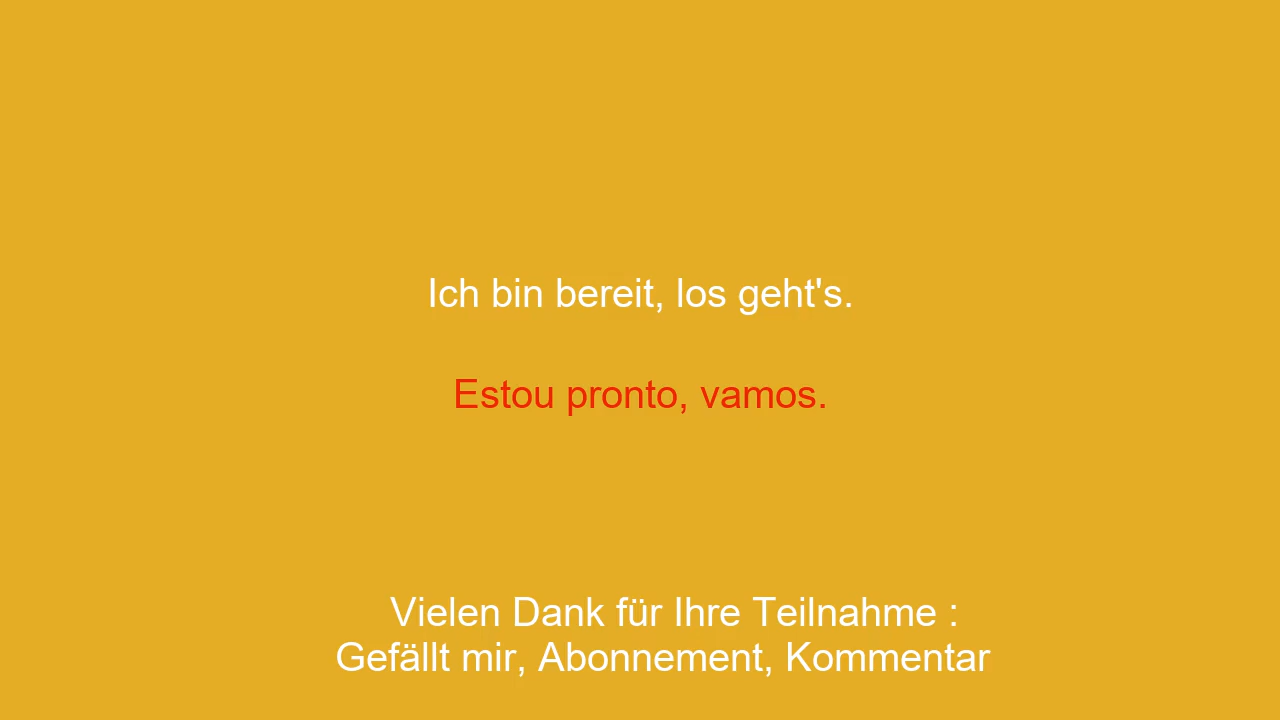 Ich bin bereit, los geht's.
Estou pronto, vamos.
Vielen Dank für Ihre Teilnahme :
Gefällt mir, Abonnement, Kommentar